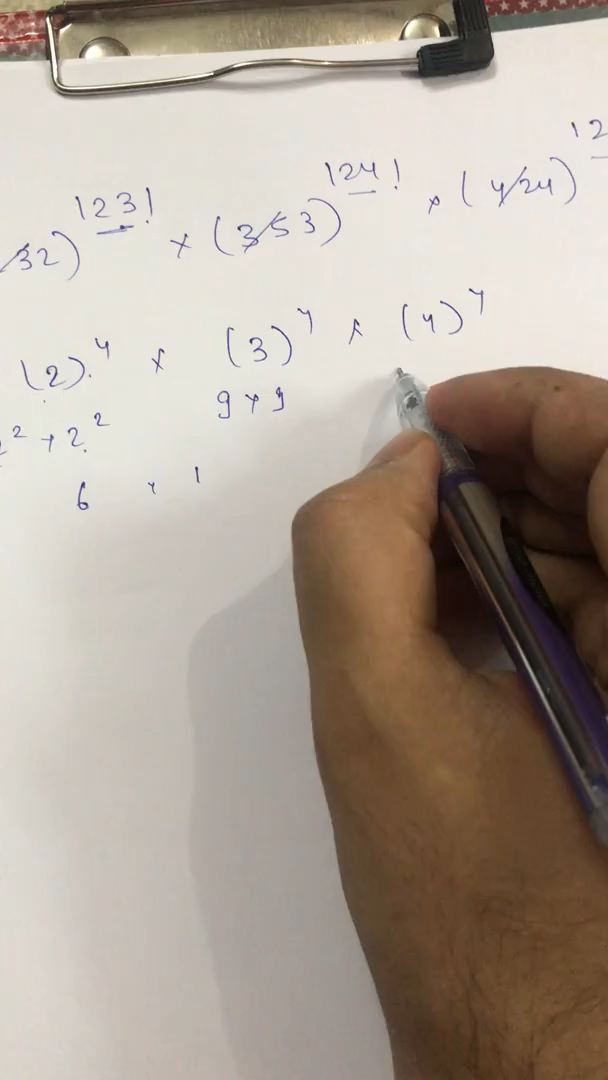 32)^123! × (353)^124! × (424)^12
(2).^4 × (3)^4 × (4)^4
2^2 × 2^2 9 × 9
6 × 1